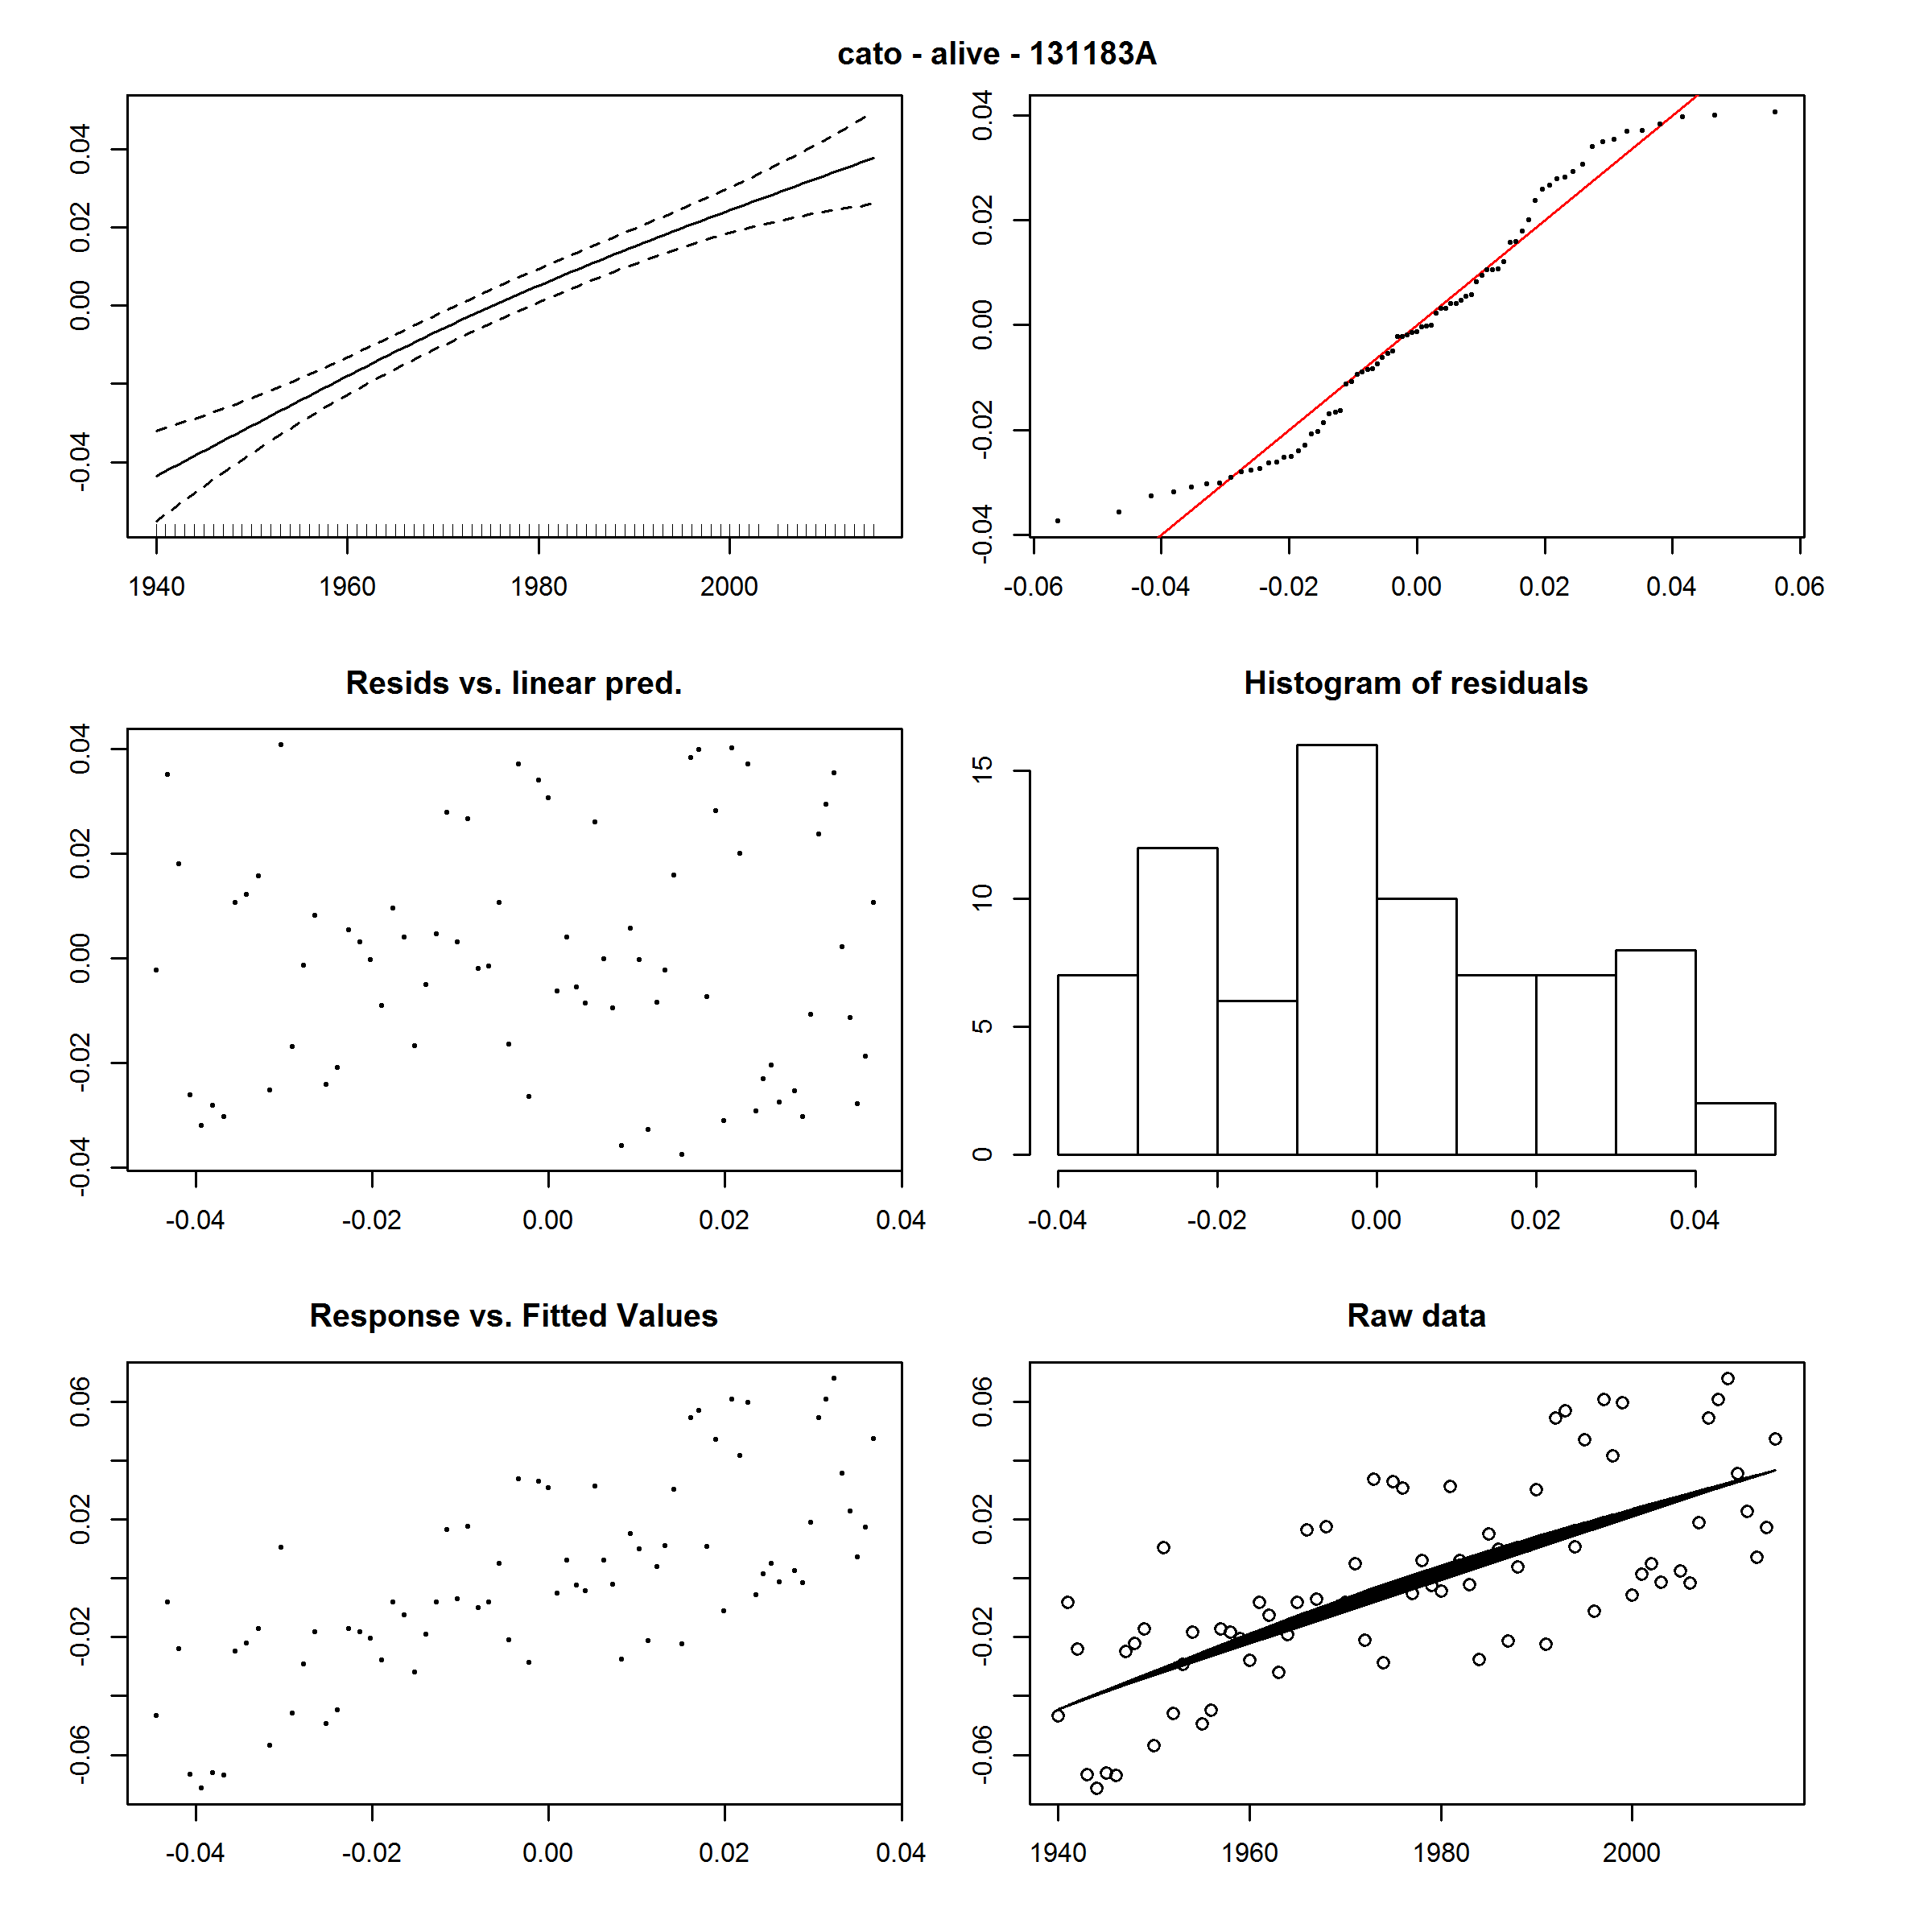 cato - alive - 131183A
0.04
0.02
0.00
-0.04
1940 1960 1980 2000
0.04
0.02
0.00
-0.02
-0.04
-0.06 -0.04 -0.02 0.00 0.02 0.04 0.06
Resids vs. linear pred.
0.04
0.02
0.00
-0.02
-0.04
-0.04 -0.02 0.00 0.02 0.04
Histogram of residuals
15
10
5
0
-0.04 -0.02 0.00 0.02 0.04
Response vs. Fitted Values
0.06
0.02
-0.02
-0.06
-0.04 -0.02 0.00 0.02 0.04
Raw data
0.06
0.02
-0.02
-0.06
1940 1960 1980 2000